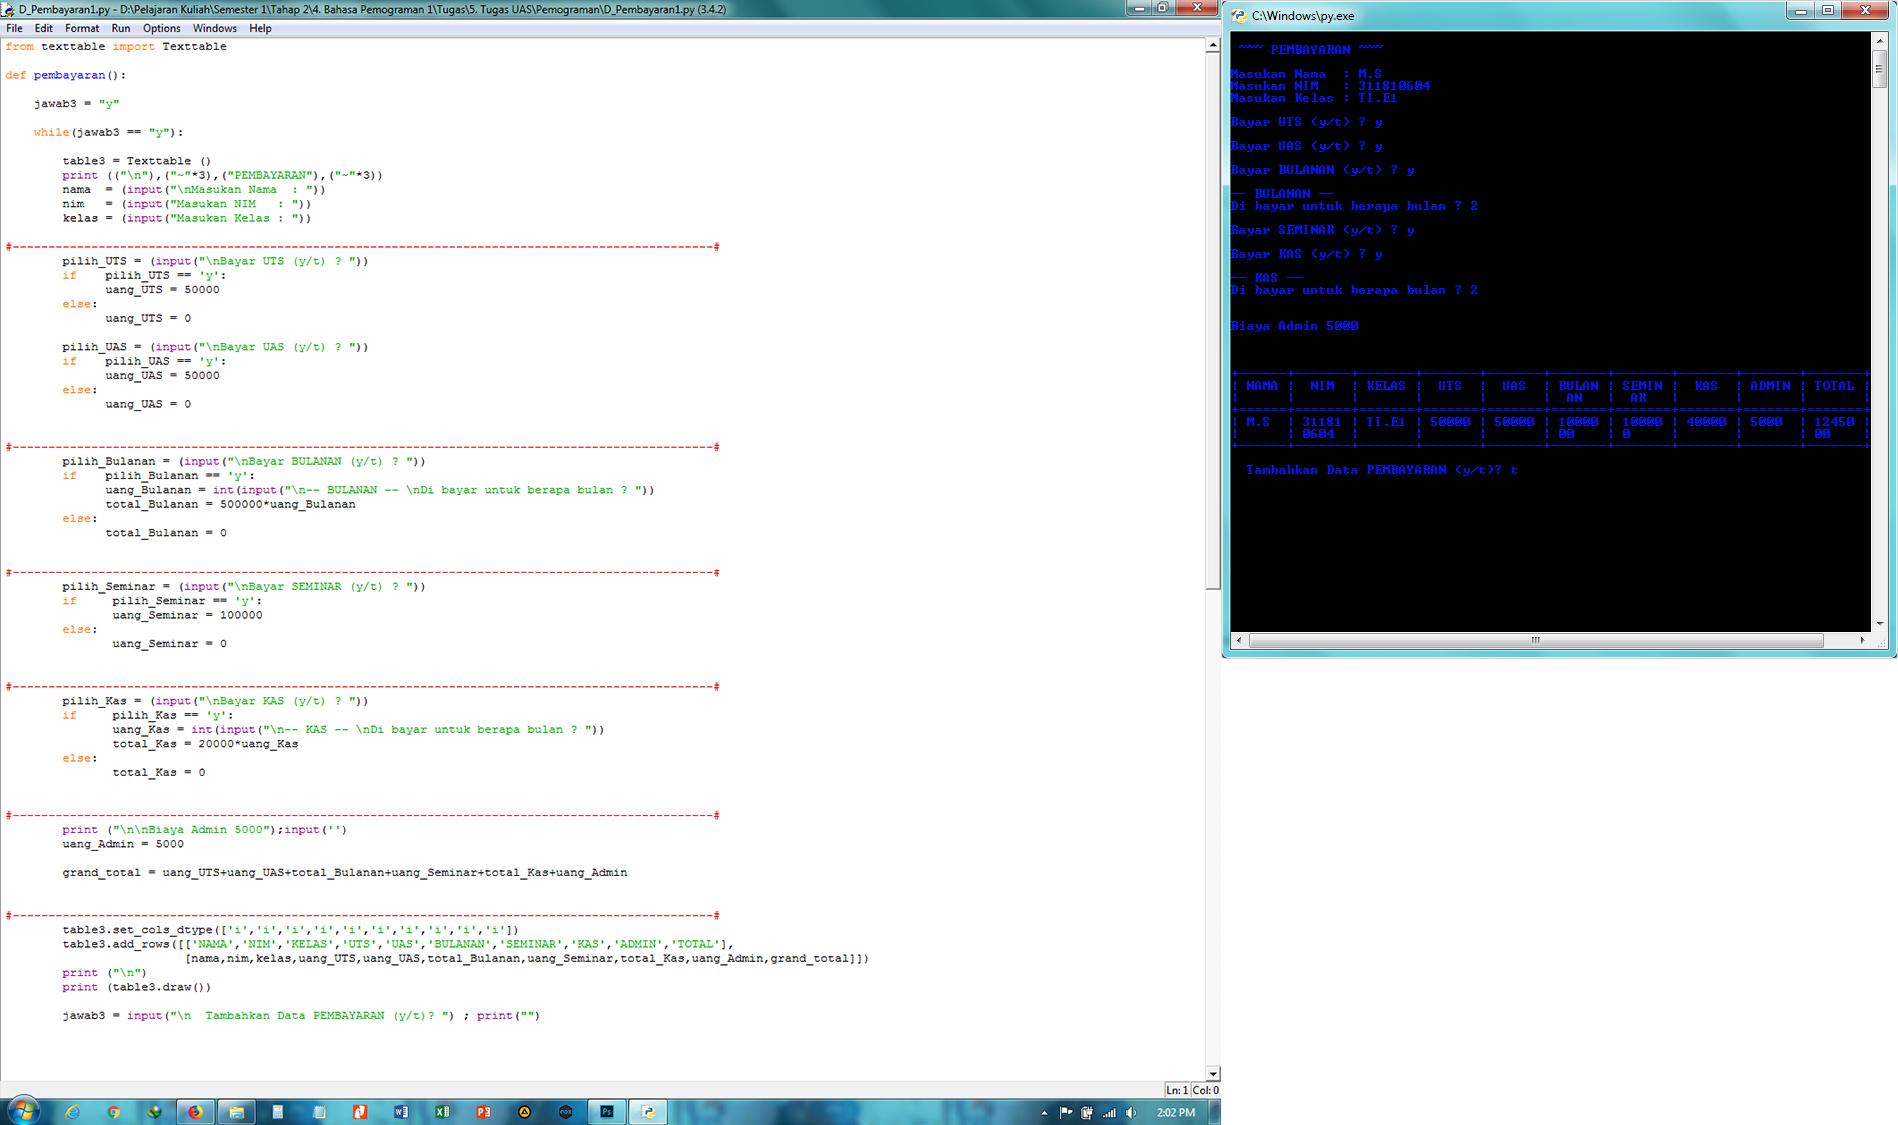 D_Pembayaran1.py - D:\Pelajaran Kuliah\Semester 1\Tahap 2\4. Bahasa Pemograman 1\Tugas\5. Tugas UAS\Pemograman\D_Pembayaran1.py (3.4.2)
File Edit Format Run Options Windows Help
from texttable import Texttable
def pembayaran():
    jawab3 = "y"
    while(jawab3 == "y"):
        table3 = Texttable ()
        print (("\n"),("~"*3),("PEMBAYARAN"),("~"*3))
        nama  = (input("\nMasukan Nama  : "))
        nim   = (input("Masukan NIM   : "))
        kelas = (input("Masukan Kelas : "))
#--------------------------------------------------------------------------------------------------#
        pilih_UTS = (input("\nBayar UTS (y/t) ? "))
        if    pilih_UTS == 'y':
              uang_UTS = 50000
        else:
              uang_UTS = 0
        pilih_UAS = (input("\nBayar UAS (y/t) ? "))
        if    pilih_UAS == 'y':
              uang_UAS = 50000
        else:
              uang_UAS = 0
#--------------------------------------------------------------------------------------------------#
        pilih_Bulanan = (input("\nBayar BULANAN (y/t) ? "))
        if    pilih_Bulanan == 'y':
              uang_Bulanan = int(input("\n-- BULANAN -- \nDi bayar untuk berapa bulan ? "))
              total_Bulanan = 500000*uang_Bulanan
        else:
              total_Bulanan = 0
#--------------------------------------------------------------------------------------------------#
        pilih_Seminar = (input("\nBayar SEMINAR (y/t) ? "))
        if     pilih_Seminar == 'y':
               uang_Seminar = 100000
        else:
               uang_Seminar = 0
#--------------------------------------------------------------------------------------------------#
        pilih_Kas = (input("\nBayar KAS (y/t) ? "))
        if     pilih_Kas == 'y':
               uang_Kas = int(input("\n-- KAS -- \nDi bayar untuk berapa bulan ? "))
               total_Kas = 20000*uang_Kas
        else:
               total_Kas = 0
#--------------------------------------------------------------------------------------------------#
        print ("\n\nBiaya Admin 5000");input('')
        uang_Admin = 5000
        grand_total = uang_UTS+uang_UAS+total_Bulanan+uang_Seminar+total_Kas+uang_Admin
#--------------------------------------------------------------------------------------------------#
        table3.set_cols_dtype(['i','i','i','i','i','i','i','i','i','i'])
        table3.add_rows([['NAMA','NIM','KELAS','UTS','UAS','BULANAN','SEMINAR','KAS','ADMIN','TOTAL'],
                         [nama,nim,kelas,uang_UTS,uang_UAS,total_Bulanan,uang_Seminar,total_Kas,uang_Admin,grand_total]])
        print ("\n")
        print (table3.draw())
        jawab3 = input("\n  Tambahkan Data PEMBAYARAN (y/t)? ") ; print("")
Ln: 1 Col: 0
2:02 PM
C:\Windows\py.exe
~~~ PEMBAYARAN ~~~
Masukan Nama  : M.S
Masukan NIM   : 311810604
Masukan Kelas : TI.E1
Bayar UTS (y/t) ? y
Bayar UAS (y/t) ? y
Bayar BULANAN (y/t) ? y
-- BULANAN --
Di bayar untuk berapa bulan ? 2
Bayar SEMINAR (y/t) ? y
Bayar KAS (y/t) ? y
-- KAS --
Di bayar untuk berapa bulan ? 2
Biaya Admin 5000
+------+-------+-------+-------+-------+-------+-------+-------+-------+-------+
| NAMA |  NIM  | KELAS |  UTS  |  UAS  | BULAN | SEMIN |  KAS  | ADMIN | TOTAL |
|      |       |       |       |       |  AN   |  AR   |       |       |       |
+======+=======+=======+=======+=======+=======+=======+=======+=======+=======+
| M.S  | 31181 | TI.E1 | 50000 | 50000 | 10000 | 10000 | 40000 | 5000  | 12450 |
|      | 0604  |       |       |       | 00    | 0     |       |       | 00    |
+------+-------+-------+-------+-------+-------+-------+-------+-------+-------+
  Tambahkan Data PEMBAYARAN (y/t)? t